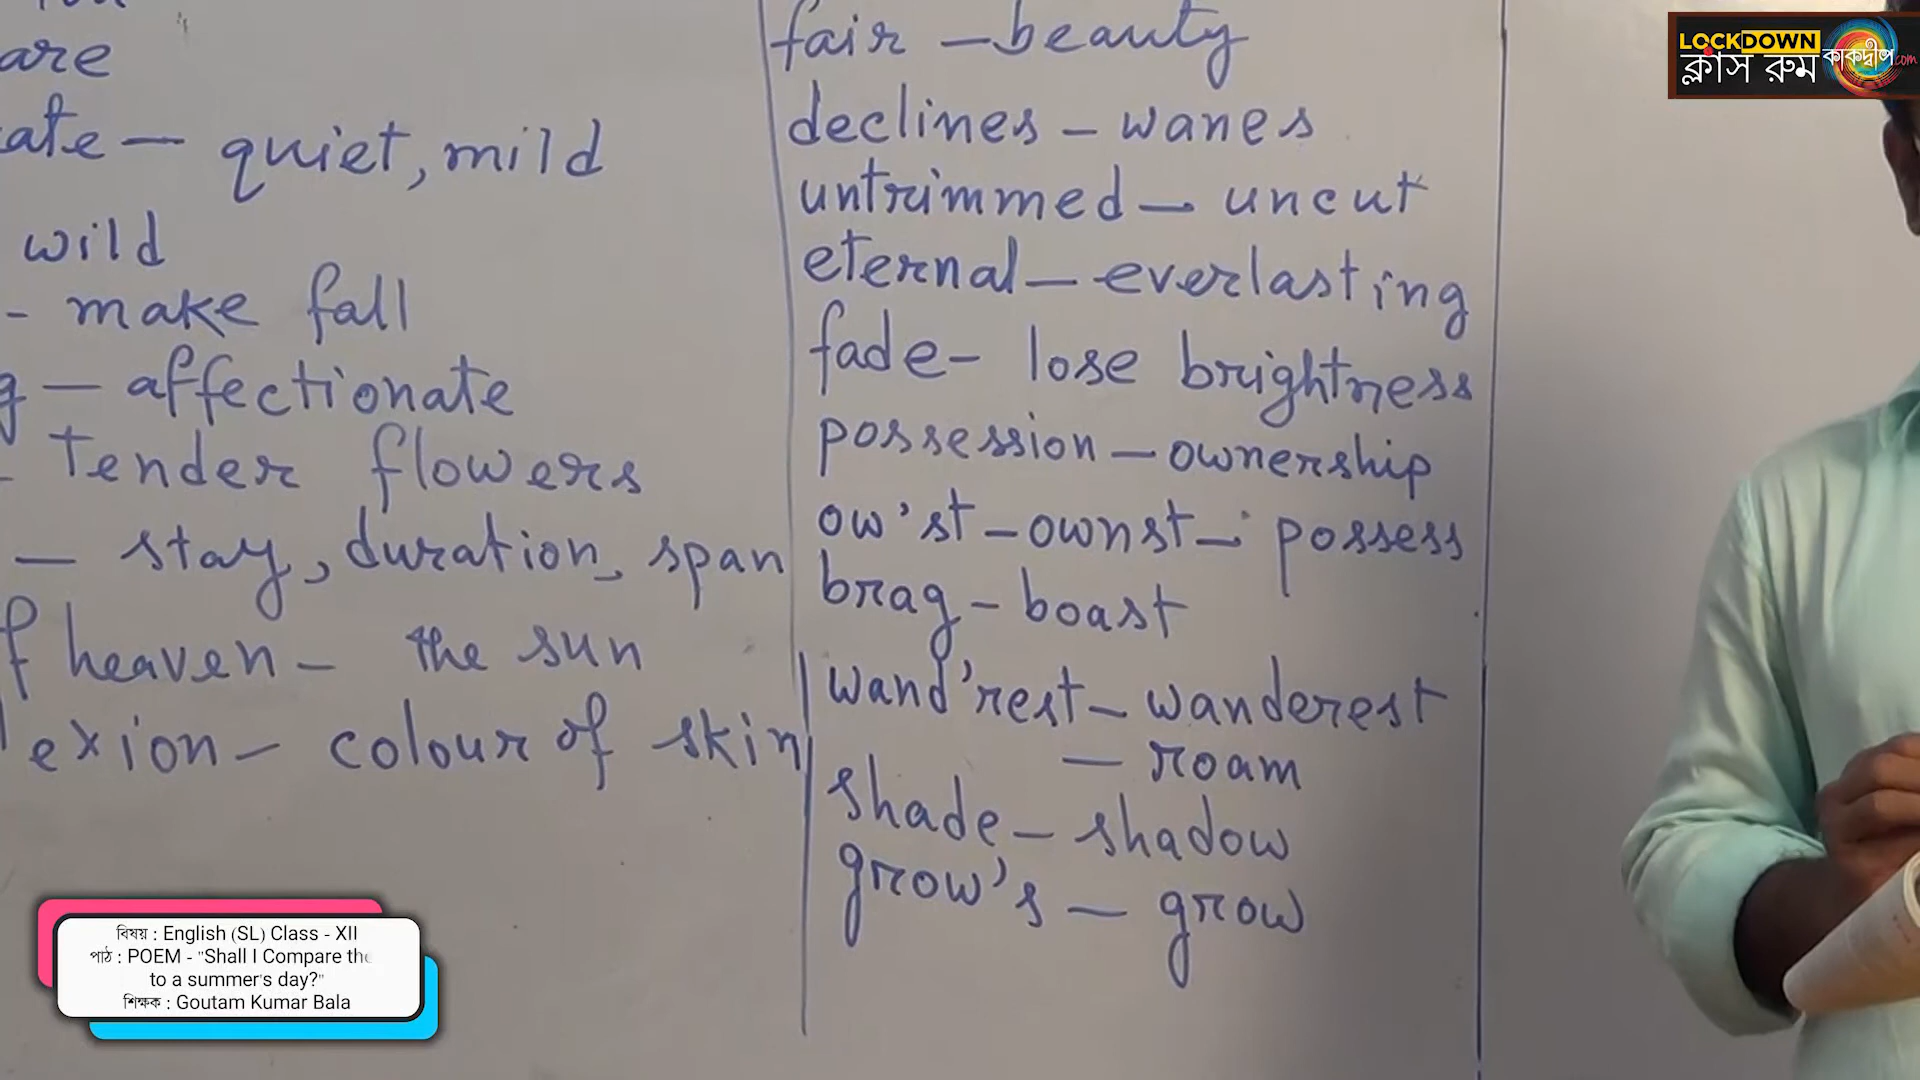 are
ate — quiet, mild
wild
- make fall
g — affectionate
- tender flowers
— stay, duration, span
f heaven - the sun
lexion - colour of skin
fair - beauty
declines - wanes
untrimmed - uncut
eternal - everlasting
fade - lose brightness
possession - ownership
ow'st - ownst - possess
brag - boast
wand'rest - wanderest
- roam
shade - shadow
grow's - grow
LOCKDOWN
ক্লাস রুম কাকদ্বীপ.com
বিষয় : English (SL) Class - XII
পাঠ : POEM - "Shall I Compare the
to a summer's day?"
শিক্ষক : Goutam Kumar Bala